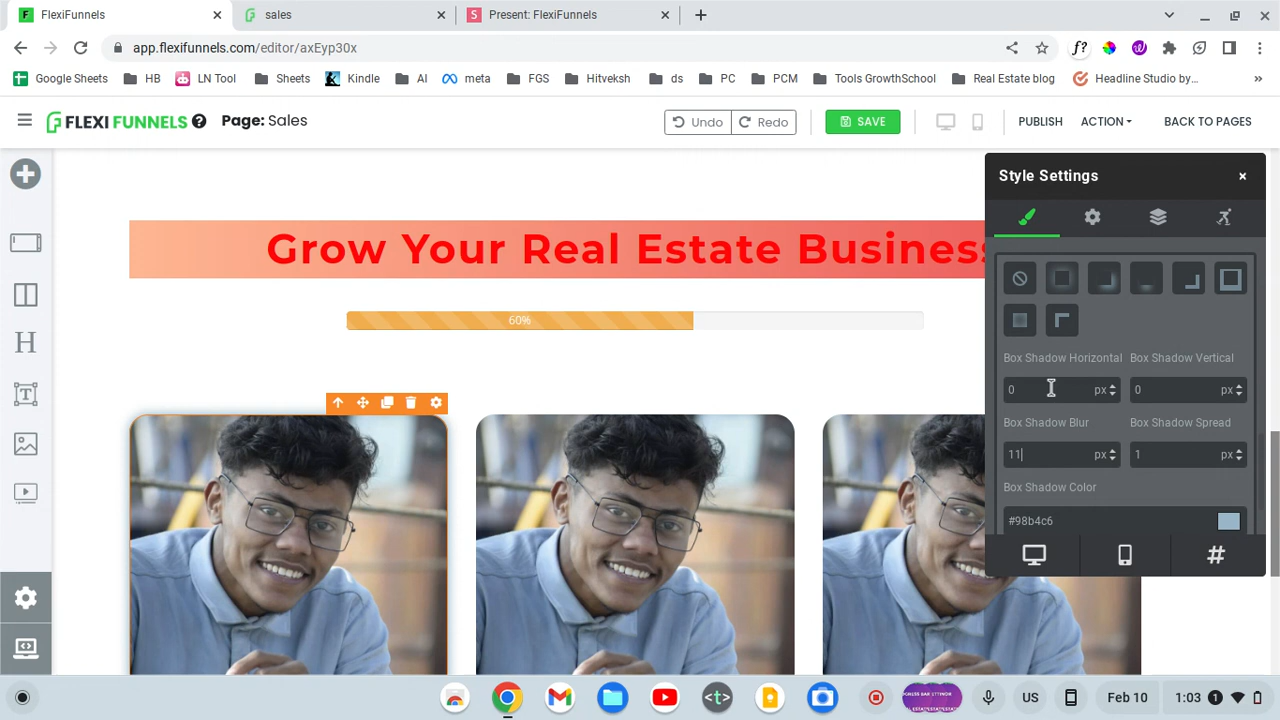 FlexiFunnels
sales
Present: FlexiFunnels
app.flexifunnels.com/editor/axEyp30x
f?
Google Sheets
HB
LN Tool
Sheets
Kindle
AI
meta
FGS
Hitveksh
ds
PC
PCM
Tools GrowthSchool
Real Estate blog
Headline Studio by...
»
FLEXIFUNNELS
Page: Sales
Undo
Redo
SAVE
PUBLISH
ACTION
BACK TO PAGES
Style Settings
Grow Your Real Estate Business
60%
Box Shadow Horizontal
Box Shadow Vertical
0 px
0 px
Box Shadow Blur
Box Shadow Spread
11 px
1 px
Box Shadow Color
#98b4c6
#
H
T
<t>
US
Feb 10
1:03
1